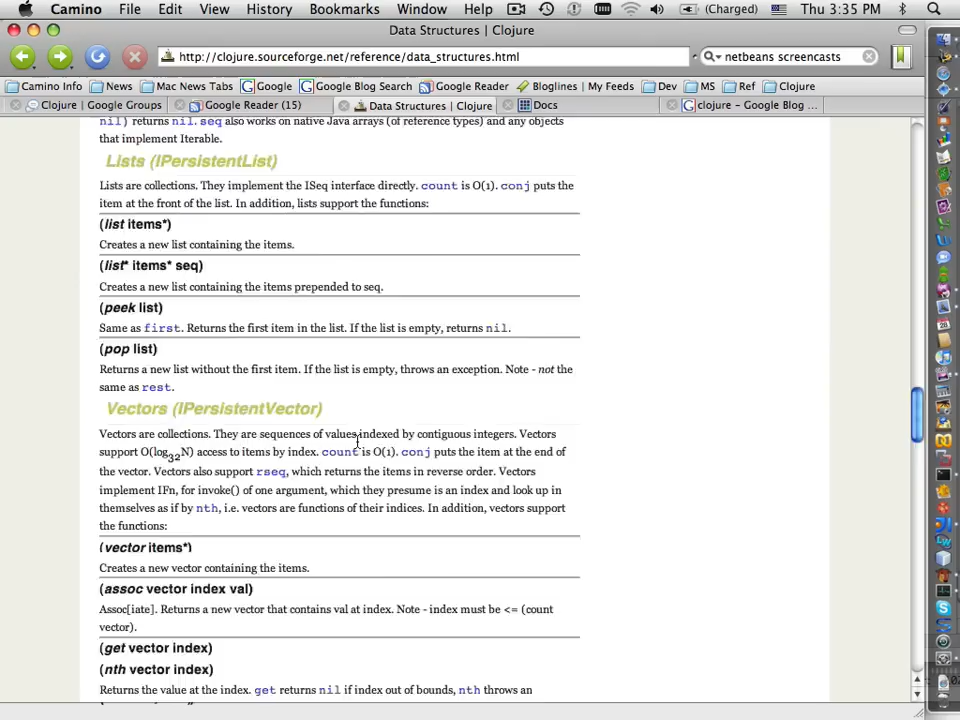 Camino File Edit View History Bookmarks Window Help (Charged) Thu 3:35 PM
Data Structures | Clojure
http://clojure.sourceforge.net/reference/data_structures.html
netbeans screencasts
Camino Info News Mac News Tabs Google Google Blog Search Google Reader Bloglines | My Feeds Dev MS Ref Clojure
Clojure | Google Groups Google Reader (15) Data Structures | Clojure Docs clojure – Google Blog ...
nil) returns nil. seq also works on native Java arrays (of reference types) and any objects
that implement Iterable.
Lists (IPersistentList)
Lists are collections. They implement the ISeq interface directly. count is O(1). conj puts the
item at the front of the list. In addition, lists support the functions:
(list items*)
Creates a new list containing the items.
(list* items* seq)
Creates a new list containing the items prepended to seq.
(peek list)
Same as first. Returns the first item in the list. If the list is empty, returns nil.
(pop list)
Returns a new list without the first item. If the list is empty, throws an exception. Note - not the
same as rest.
Vectors (IPersistentVector)
Vectors are collections. They are sequences of values indexed by contiguous integers. Vectors
support O(log32N) access to items by index. count is O(1). conj puts the item at the end of
the vector. Vectors also support rseq, which returns the items in reverse order. Vectors
implement IFn, for invoke() of one argument, which they presume is an index and look up in
themselves as if by nth, i.e. vectors are functions of their indices. In addition, vectors support
the functions:
(vector items*)
Creates a new vector containing the items.
(assoc vector index val)
Assoc[iate]. Returns a new vector that contains val at index. Note - index must be <= (count
vector).
(get vector index)
(nth vector index)
Returns the value at the index. get returns nil if index out of bounds, nth throws an